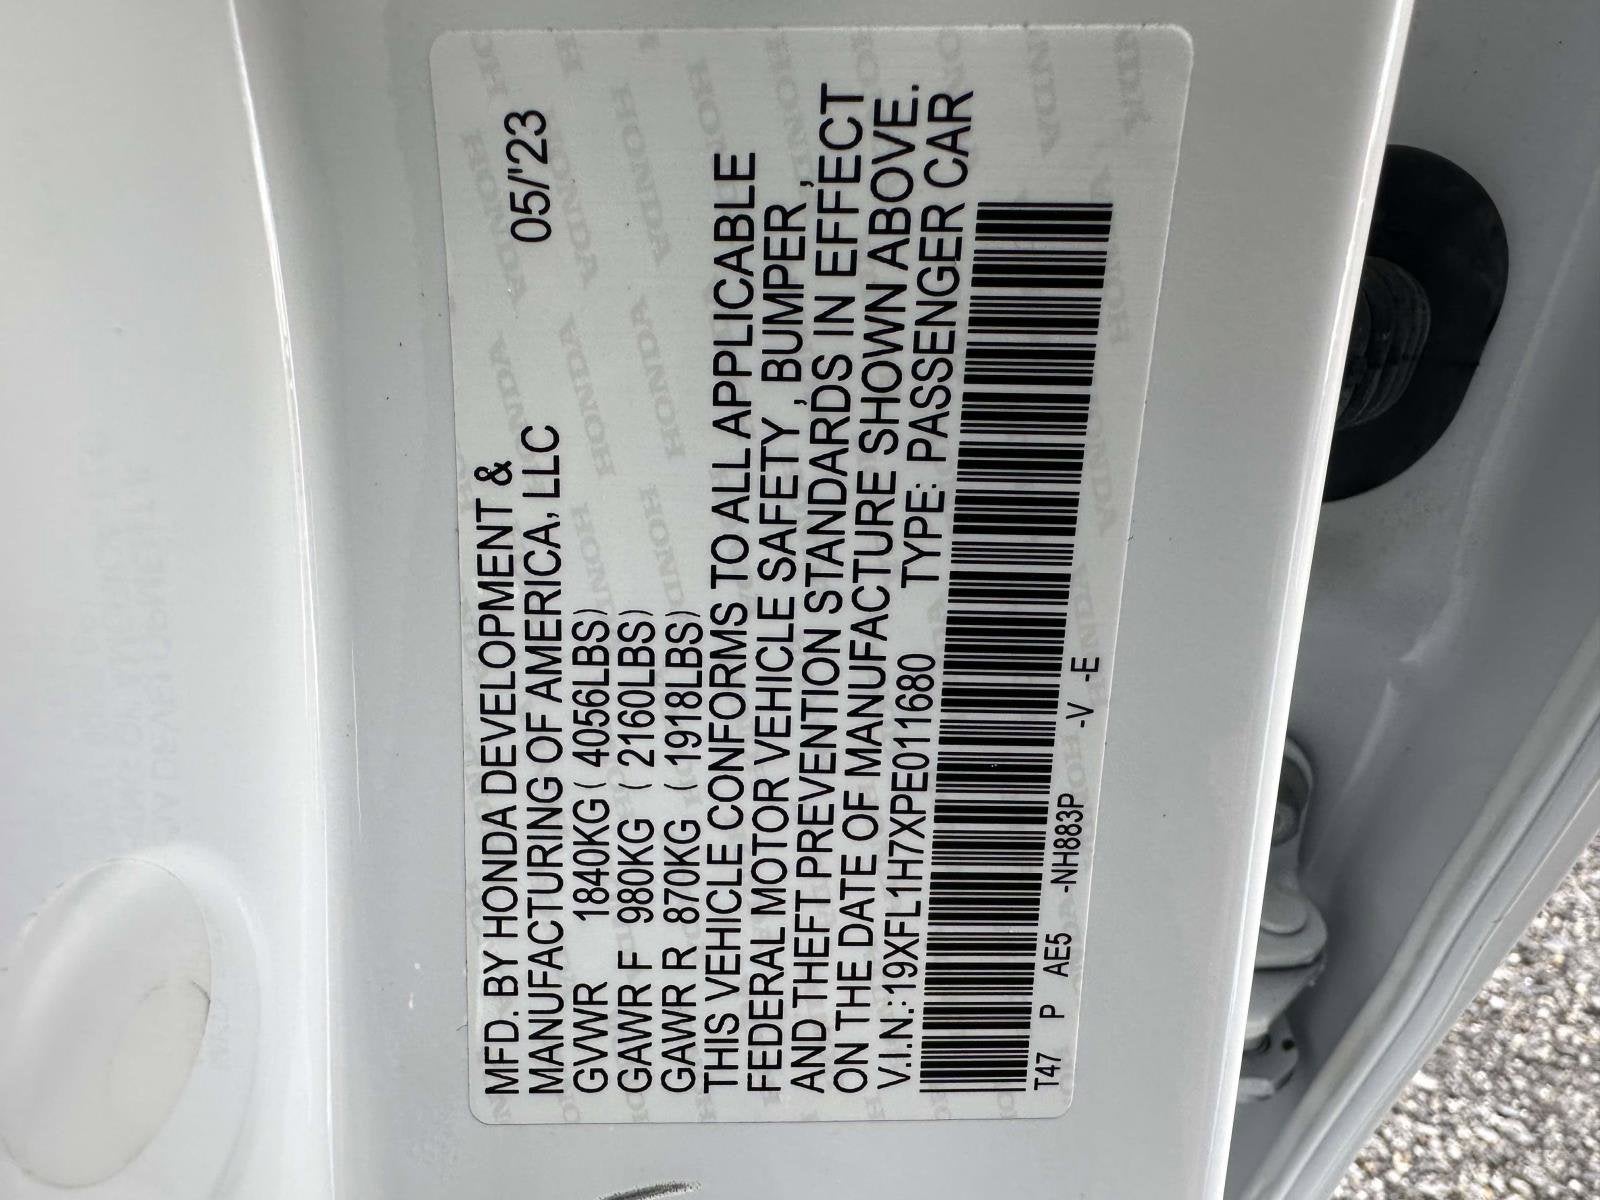 MFD. BY HONDA DEVELOPMENT &
MANUFACTURING OF AMERICA, LLC 05/'23
GVWR 1840KG ( 4056LBS)
GAWR F 980KG ( 2160LBS)
GAWR R 870KG ( 1918LBS)
THIS VEHICLE CONFORMS TO ALL APPLICABLE
FEDERAL MOTOR VEHICLE SAFETY , BUMPER ,
AND THEFT PREVENTION STANDARDS IN EFFECT
ON THE DATE OF MANUFACTURE SHOWN ABOVE.
V.I.N.:19XFL1H7XPE011680 TYPE: PASSENGER CAR
T47 P AE5 -NH883P -V -E